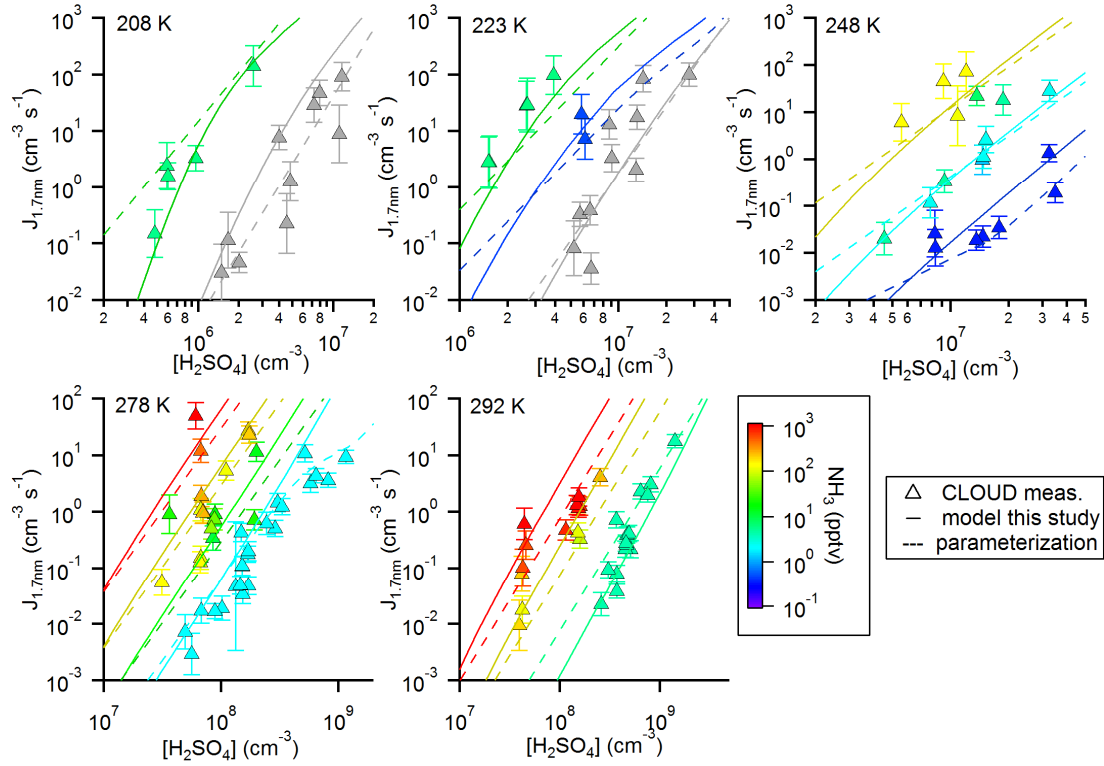 208 K
J1.7nm (cm-3 s-1)
10^3
10^2
10^1
10^0
10^-1
10^-2
2 4 6 8 2 4 6 8 2
10^6 10^7
[H2SO4] (cm-3)
223 K
J1.7nm (cm-3 s-1)
10^3
10^2
10^1
10^0
10^-1
10^-2
2 4 6 8 2 4
10^6 10^7
[H2SO4] (cm-3)
248 K
J1.7nm (cm-3 s-1)
10^3
10^2
10^1
10^0
10^-1
10^-2
10^-3
2 3 4 5 6 8 2 3 4 5
10^7
[H2SO4] (cm-3)
278 K
J1.7nm (cm-3 s-1)
10^2
10^1
10^0
10^-1
10^-2
10^-3
10^7 10^8 10^9
[H2SO4] (cm-3)
292 K
J1.7nm (cm-3 s-1)
10^2
10^1
10^0
10^-1
10^-2
10^-3
10^7 10^8 10^9
[H2SO4] (cm-3)
10^3
10^2
10^1
10^0
10^-1
NH3 (pptv)
CLOUD meas.
model this study
parameterization